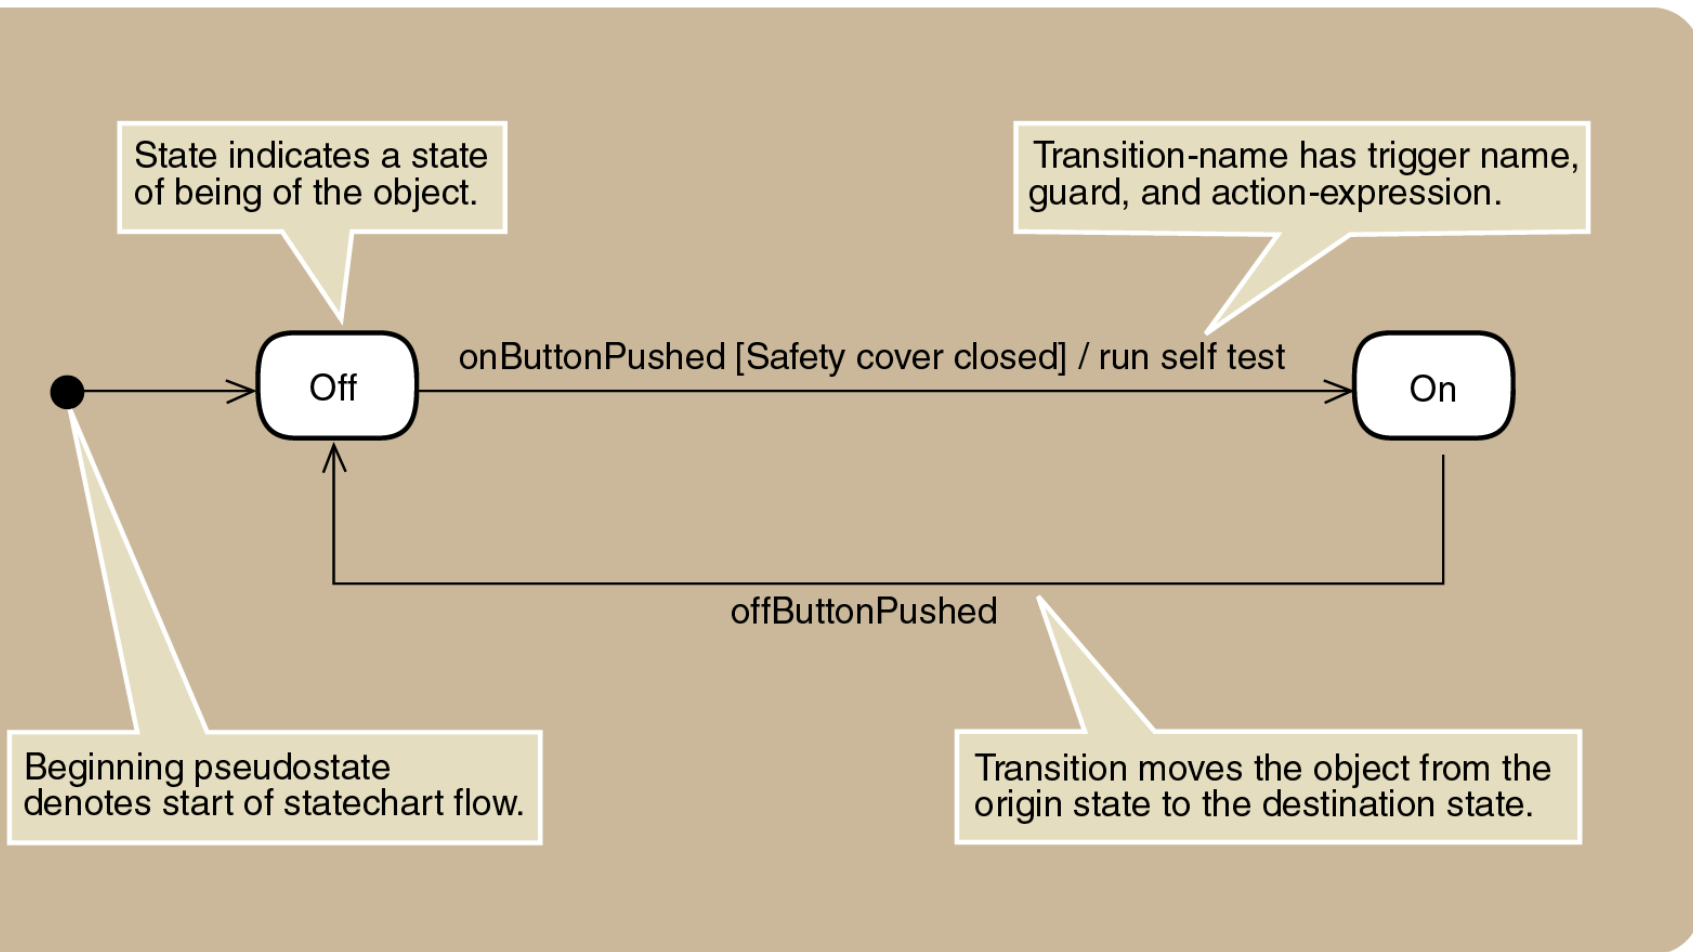 State indicates a state
of being of the object.
Transition-name has trigger name,
guard, and action-expression.
onButtonPushed [Safety cover closed] / run self test
Off
On
offButtonPushed
Beginning pseudostate
denotes start of statechart flow.
Transition moves the object from the
origin state to the destination state.